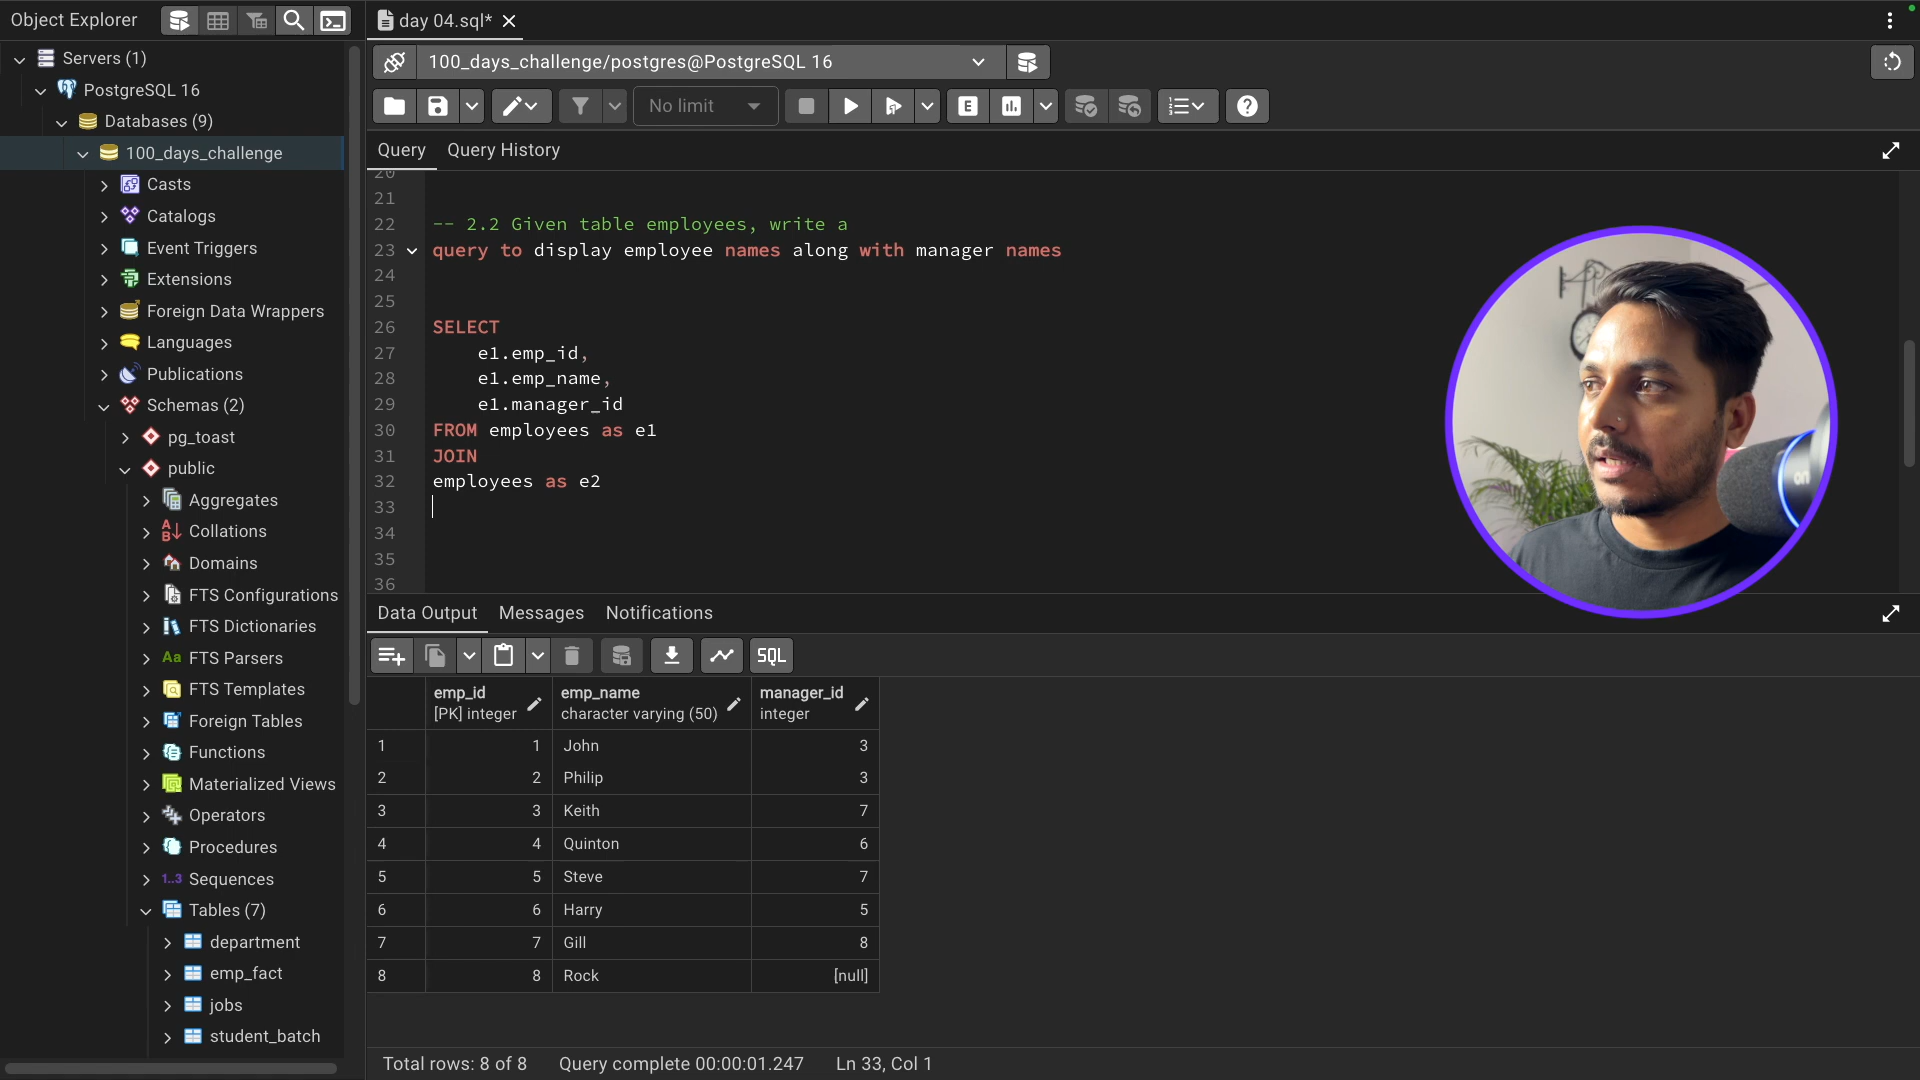 Object Explorer
day 04.sql*
Servers (1)
100_days_challenge/postgres@PostgreSQL 16
PostgreSQL 16
Databases (9)
No limit
E
100_days_challenge
Query
Query History
Casts
20
21
Catalogs
22 -- 2.2 Given table employees, write a
Event Triggers
23 query to display employee names along with manager names
Extensions
24
Foreign Data Wrappers
25
26 SELECT
Languages
27 e1.emp_id,
Publications
28 e1.emp_name,
Schemas (2)
29 e1.manager_id
pg_toast
30 FROM employees as e1
31 JOIN
public
32 employees as e2
on
Aggregates
33
Collations
34
Domains
35
36
FTS Configurations
Data Output
Messages
Notifications
FTS Dictionaries
Aa FTS Parsers
SQL
FTS Templates
emp_id
[PK] integer
emp_name
character varying (50)
manager_id
integer
Foreign Tables
Functions
1 1 John 3
Materialized Views
2 2 Philip 3
Operators
3 3 Keith 7
Procedures
4 4 Quinton 6
1..3 Sequences
5 5 Steve 7
Tables (7)
6 6 Harry 5
department
7 7 Gill 8
emp_fact
8 8 Rock [null]
jobs
student_batch
Total rows: 8 of 8
Query complete 00:00:01.247
Ln 33, Col 1